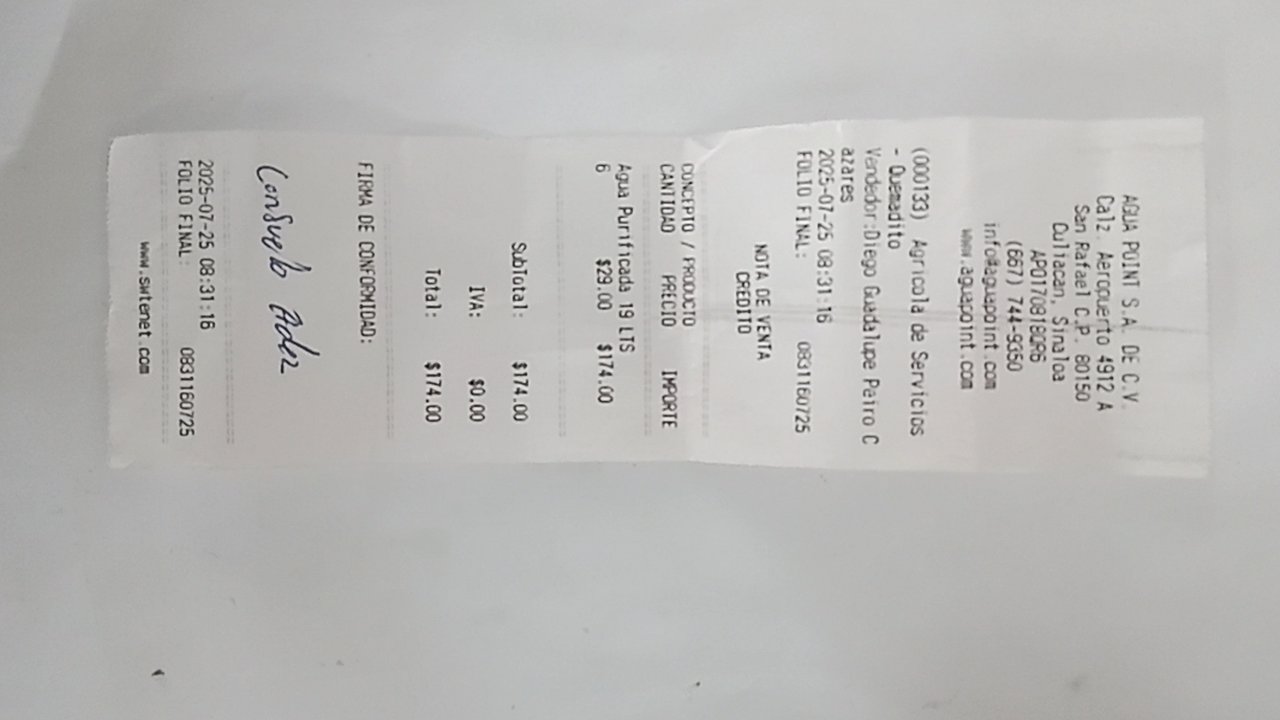 AGUA POINT S.A. DE C.V.
Calz. Aeropuerto 4912 A
San Rafael C.P. 80150
Culiacan, Sinaloa
APO170818QR6
(667) 744-9350
info@aguapoint.com
www.aguapoint.com
(000133) Agricola de Servicios
- Quemadito
Vendedor:Diego Guadalupe Peiro C
azares
2025-07-25 08:31:16
FOLIO FINAL: 0831160725
NOTA DE VENTA
CREDITO
CONCEPTO / PRODUCTO
CANTIDAD PRECIO IMPORTE
Agua Purificada 19 LTS
6 $29.00 $174.00
SubTotal: $174.00
IVA: $0.00
Total: $174.00
FIRMA DE CONFORMIDAD:
Consuelo
2025-07-25 08:31:16
FOLIO FINAL: 0831160725
www.swtenet.com